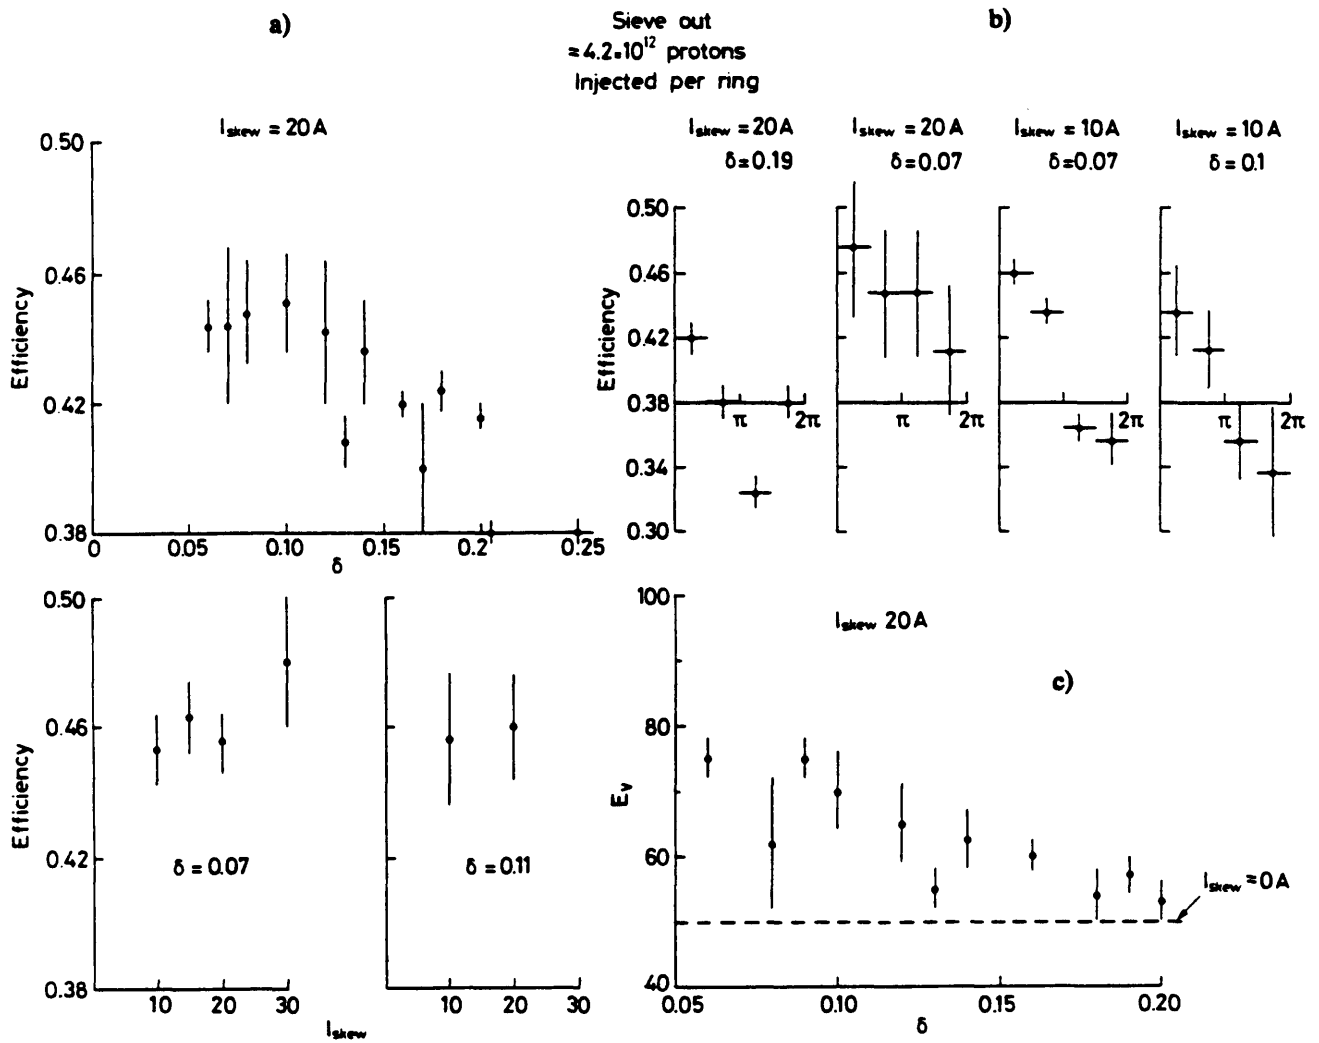 a)
Sieve out
≃4.2·10¹² protons
Injected per ring
b)
I_skew = 20A
0.50
0.46
0.42
0.38
Efficiency
0 0.05 0.10 0.15 0.2 0.25
δ
I_skew = 20A
δ=0.19
I_skew = 20A
δ=0.07
I_skew = 10A
δ=0.07
I_skew = 10A
δ=0.1
0.50
0.46
0.42
0.38
0.34
0.30
Efficiency
π 2π
π 2π
2π
π 2π
0.50
0.46
0.42
0.38
Efficiency
δ = 0.07
δ = 0.11
10 20 30
10 20 30
I_skew
I_skew 20A
c)
100
80
60
40
E_v
I_skew = 0A
0.05 0.10 0.15 0.20
δ